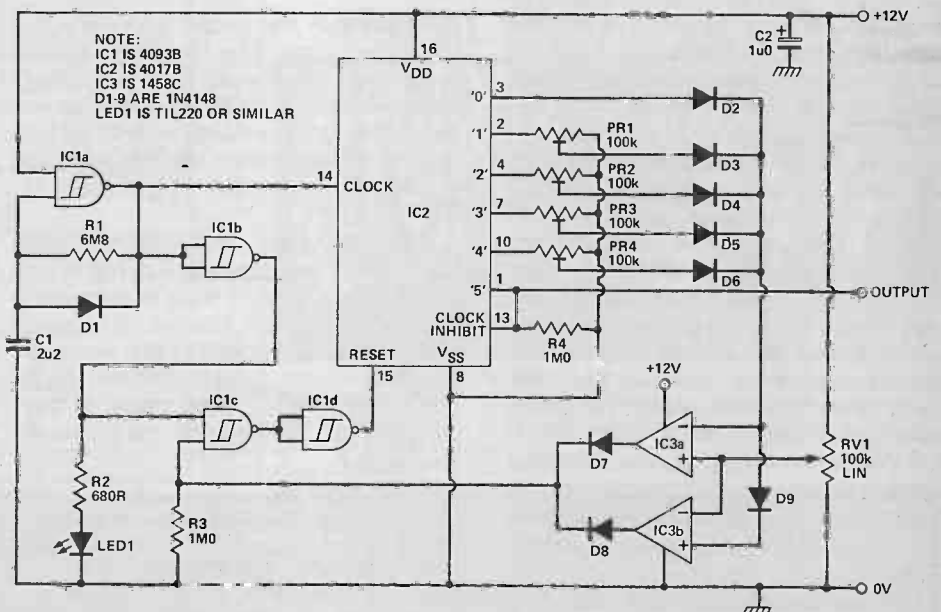 NOTE:
IC1 IS 4093B
IC2 IS 4017B
IC3 IS 1458C
D1-9 ARE 1N4148
LED1 IS TIL220 OR SIMILAR
+12V
C2
1u0
+
16
VDD
3
'0'
D2
IC1a
2
'1'
PR1
100k
D3
14
CLOCK
4
'2'
PR2
100k
D4
IC2
R1
6M8
IC1b
7
'3'
PR3
100k
D5
10
'4'
PR4
100k
D6
D1
1
'5'
OUTPUT
C1
2u2
13
CLOCK
INHIBIT
R4
1M0
RESET
15
VSS
8
IC1c
IC1d
+12V
D7
IC3a
−
+
RV1
100k
LIN
R2
680R
R3
1M0
D9
D8
IC3b
−
+
LED1
0V